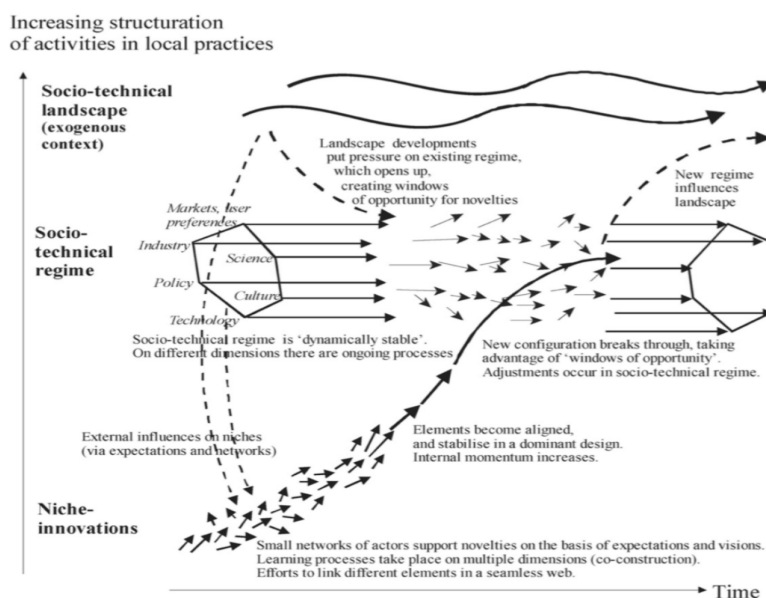 Increasing structuration
of activities in local practices
Socio-technical
landscape
(exogenous
context)
Landscape developments
put pressure on existing regime,
which opens up,
creating windows
of opportunity for novelties
New regime
influences
landscape
Markets, user
preferences
Socio-
technical
regime
Industry
Science
Policy
Culture
Technology
Socio-technical regime is ‘dynamically stable’.
On different dimensions there are ongoing processes
New configuration breaks through, taking
advantage of ‘windows of opportunity’.
Adjustments occur in socio-technical regime.
External influences on niches
(via expectations and networks)
Elements become aligned,
and stabilise in a dominant design.
Internal momentum increases.
Niche-
innovations
Small networks of actors support novelties on the basis of expectations and visions.
Learning processes take place on multiple dimensions (co-construction).
Efforts to link different elements in a seamless web.
Time